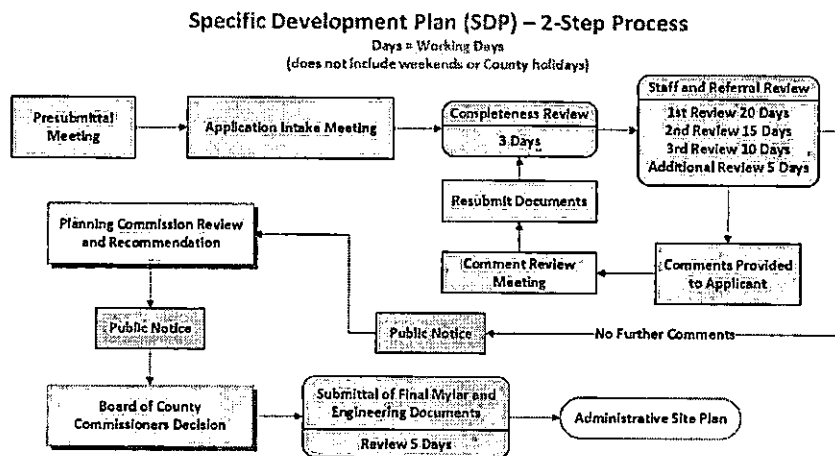 Specific Development Plan (SDP) – 2-Step Process
Days = Working Days
(does not include weekends or County holidays)
Presubmittal
Meeting
Application Intake Meeting
Completeness Review
3 Days
Staff and Referral Review
1st Review 20 Days
2nd Review 15 Days
3rd Review 10 Days
Additional Review 5 Days
Resubmit Documents
Planning Commission Review
and Recommendation
Comment Review
Meeting
Comments Provided
to Applicant
Public Notice
Public Notice
No Further Comments
Board of County
Commissioners Decision
Submittal of Final Mylar and
Engineering Documents
Review 5 Days
Administrative Site Plan